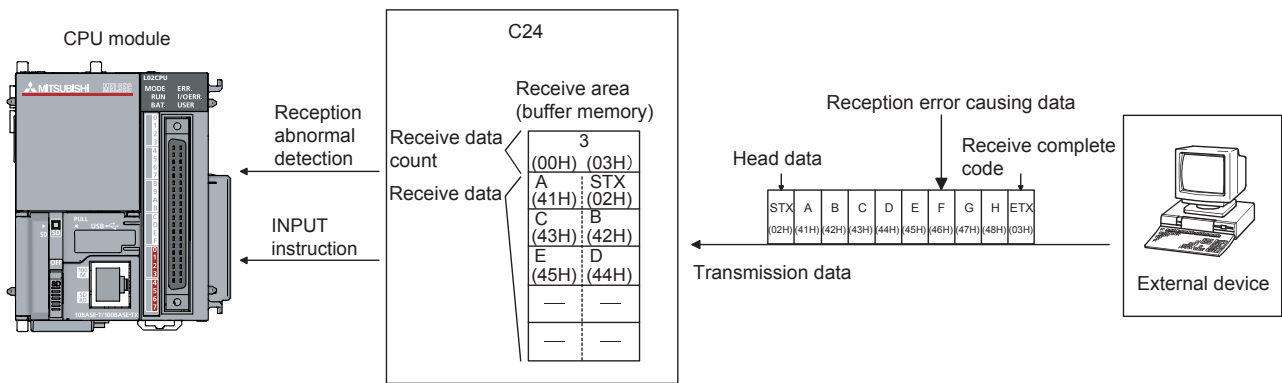 CPU module
MITSUBISHI
L02CPU
MODE ERR.
RUN I/OERR.
BAT. USER
PULL
USB
OFF
100
M
10BASE-T/100BASE-TX
Reception
abnormal
detection
INPUT
instruction
C24
Receive area
(buffer memory)
Receive data
count
Receive data
3
(00H) (03H)
A STX
(41H) (02H)
C B
(43H) (42H)
E D
(45H) (44H)
— —
— —
Reception error causing data
Receive complete
code
Head data
STX A B C D E F G H ETX
(02H) (41H) (42H) (43H) (44H) (45H) (46H) (47H) (48H) (03H)
Transmission data
External device